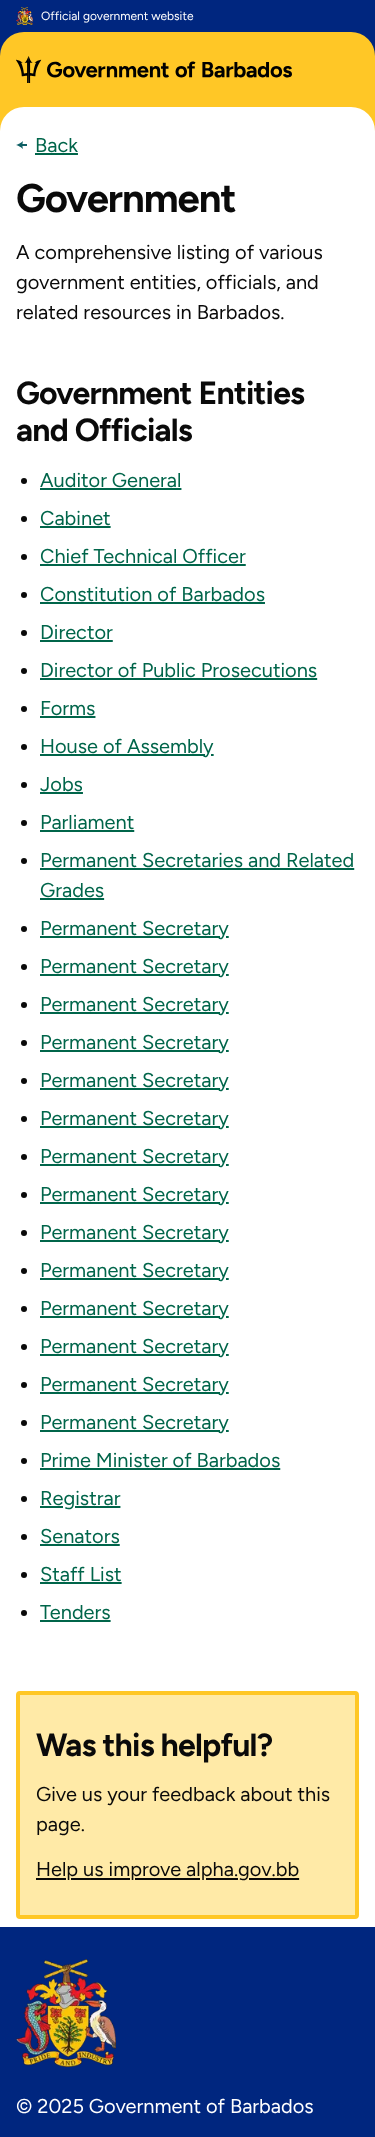 Official government website
Government of Barbados
← Back
Government
A comprehensive listing of various
government entities, officials, and
related resources in Barbados.
Government Entities
and Officials
Auditor General
Cabinet
Chief Technical Officer
Constitution of Barbados
Director
Director of Public Prosecutions
Forms
House of Assembly
Jobs
Parliament
Permanent Secretaries and Related
Grades
Permanent Secretary
Permanent Secretary
Permanent Secretary
Permanent Secretary
Permanent Secretary
Permanent Secretary
Permanent Secretary
Permanent Secretary
Permanent Secretary
Permanent Secretary
Permanent Secretary
Permanent Secretary
Permanent Secretary
Permanent Secretary
Prime Minister of Barbados
Registrar
Senators
Staff List
Tenders
Was this helpful?
Give us your feedback about this
page.
Help us improve alpha.gov.bb
PRIDE AND INDUSTRY
© 2025 Government of Barbados